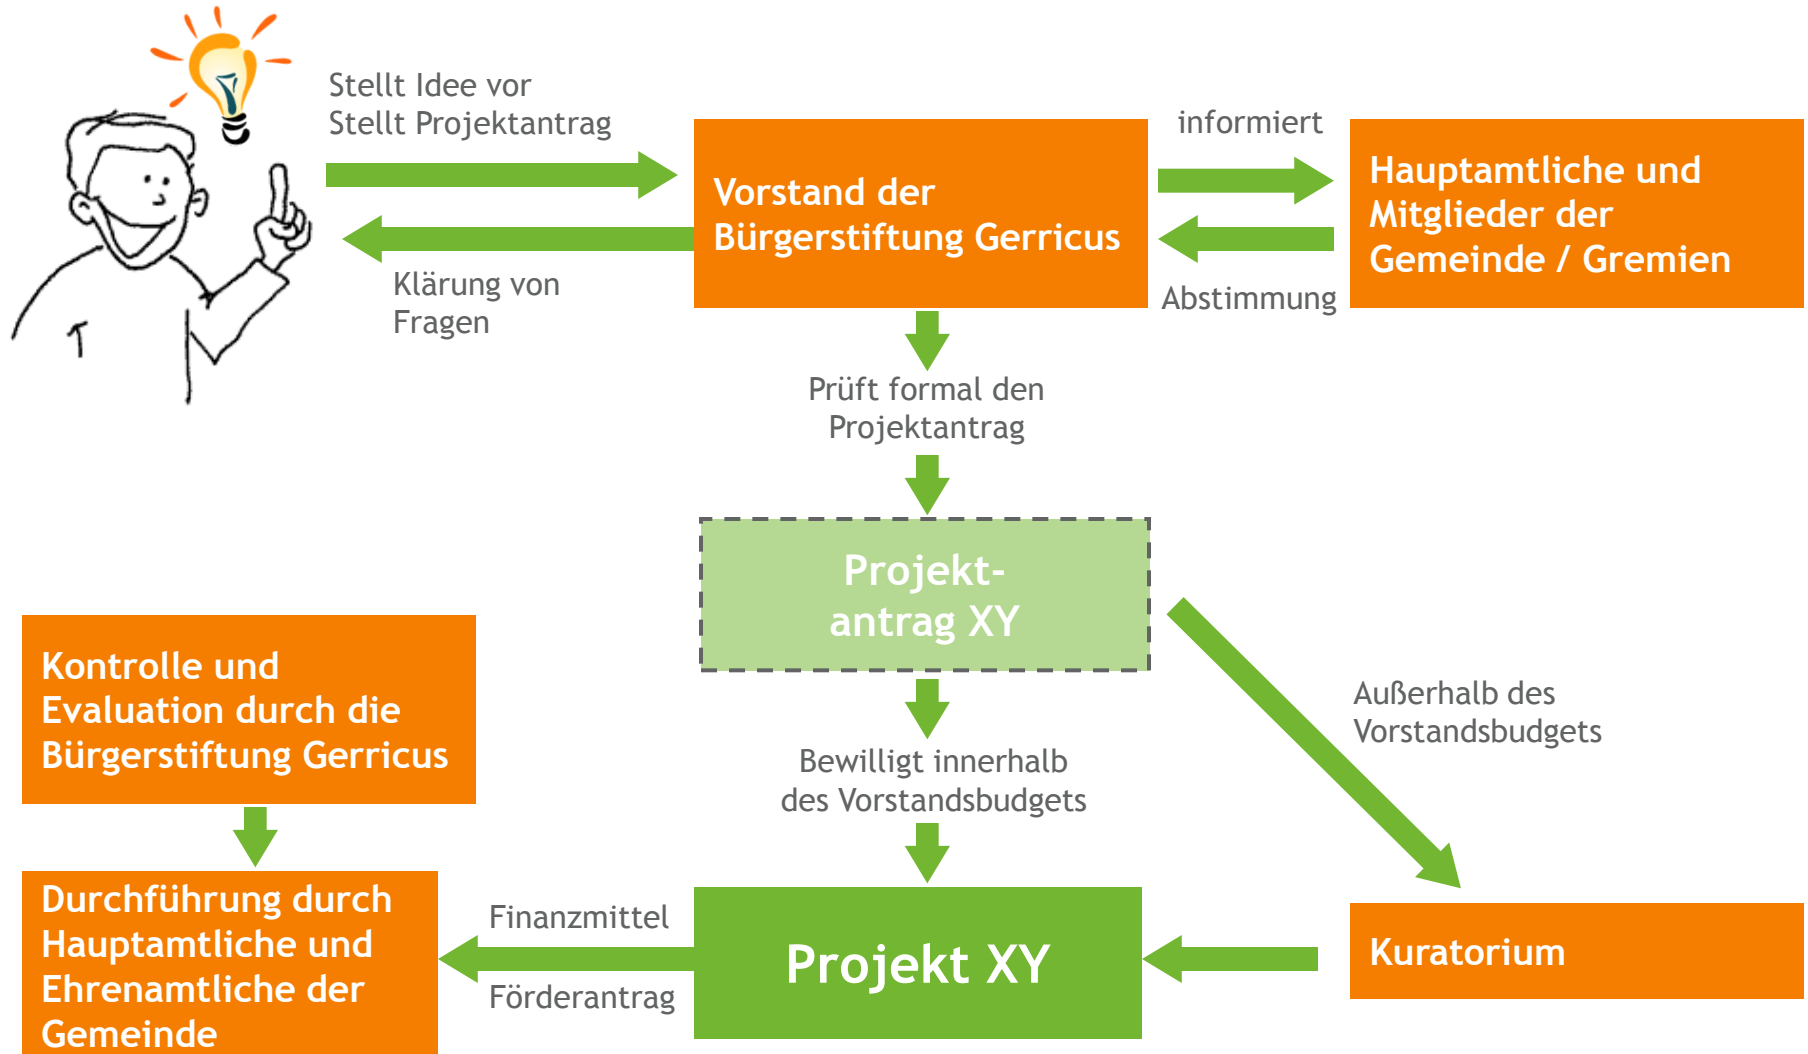 Stellt Idee vor
Stellt Projektantrag
Klärung von
Fragen
Vorstand der
Bürgerstiftung Gerricus
informiert
Abstimmung
Hauptamtliche und
Mitglieder der
Gemeinde / Gremien
Prüft formal den
Projektantrag
Projekt-
antrag XY
Außerhalb des
Vorstandsbudgets
Bewilligt innerhalb
des Vorstandsbudgets
Kuratorium
Projekt XY
Finanzmittel
Förderantrag
Kontrolle und
Evaluation durch die
Bürgerstiftung Gerricus
Durchführung durch
Hauptamtliche und
Ehrenamtliche der
Gemeinde